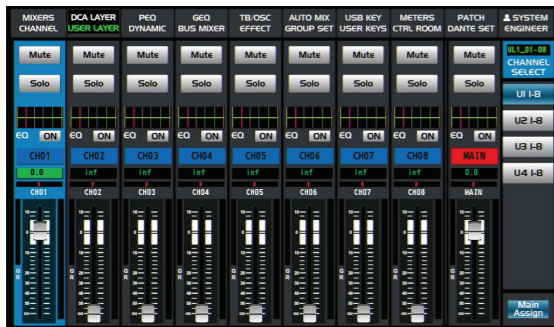 MIXERS DCA LAYER PEQ GEQ TB/OSC AUTO MIX USB KEY METERS PATCH SYSTEM
CHANNEL USER LAYER DYNAMIC BUS MIXER EFFECT GROUP SET USER KEYS CTRL ROOM DANTE SET ENGINEER
Mute Mute Mute Mute Mute Mute Mute Mute Mute
UL1_01-08
CHANNEL
SELECT
Solo Solo Solo Solo Solo Solo Solo Solo Solo
U1 1-8
U2 1-8
EQ ON EQ ON EQ ON EQ ON EQ ON EQ ON EQ ON EQ ON EQ ON
U3 1-8
CH01 CH02 CH03 CH04 CH05 CH06 CH07 CH08 MAIN
0.0 inf inf inf inf inf inf inf 0.0
U4 1-8
CH01 CH02 CH03 CH04 CH05 CH06 CH07 CH08 MAIN
Main
Assign